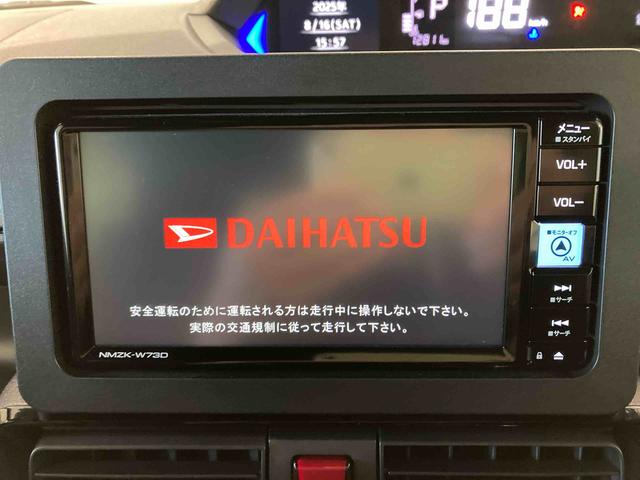 2025年
8/16(SAT)
15:57
P
188 km/h
メニュー
■スタンバイ
VOL+
VOL−
■モニターオフ
AV
■サーチ
■サーチ
DAIHATSU
安全運転のために運転される方は走行中に操作しないで下さい。
実際の交通規制に従って走行して下さい。
NMZK-W73D